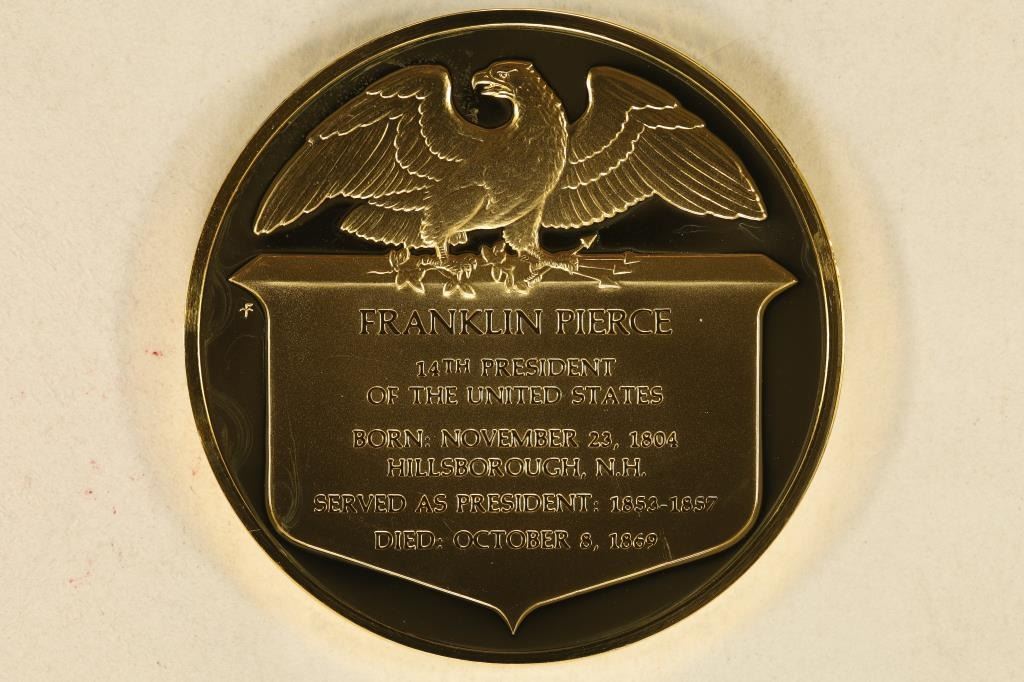 FRANKLIN PIERCE
14TH PRESIDENT
OF THE UNITED STATES
BORN: NOVEMBER 23, 1804
HILLSBOROUGH, N.H.
SERVED AS PRESIDENT: 1853-1857
DIED: OCTOBER 8, 1869